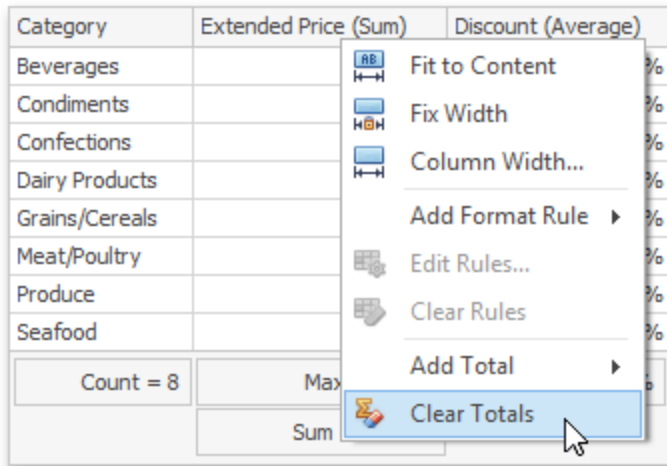 Category Extended Price (Sum) Discount (Average)
Beverages %
Condiments %
Confections %
Dairy Products %
Grains/Cereals %
Meat/Poultry %
Produce %
Seafood %
Count = 8 Max %
Sum
AB
Fit to Content
Fix Width
Column Width...
Add Format Rule
Edit Rules...
Clear Rules
Add Total
Clear Totals